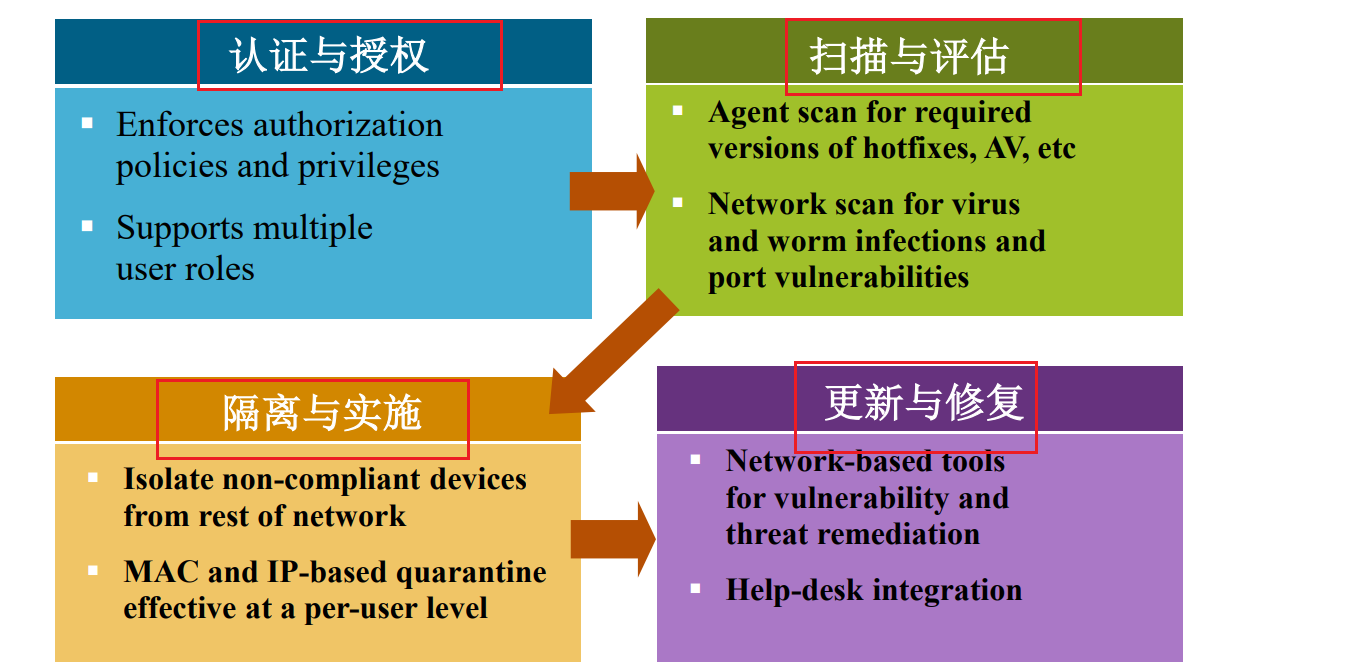 认证与授权
Enforces authorization
policies and privileges
Supports multiple
user roles
扫描与评估
Agent scan for required
versions of hotfixes, AV, etc
Network scan for virus
and worm infections and
port vulnerabilities
隔离与实施
Isolate non-compliant devices
from rest of network
MAC and IP-based quarantine
effective at a per-user level
更新与修复
Network-based tools
for vulnerability and
threat remediation
Help-desk integration